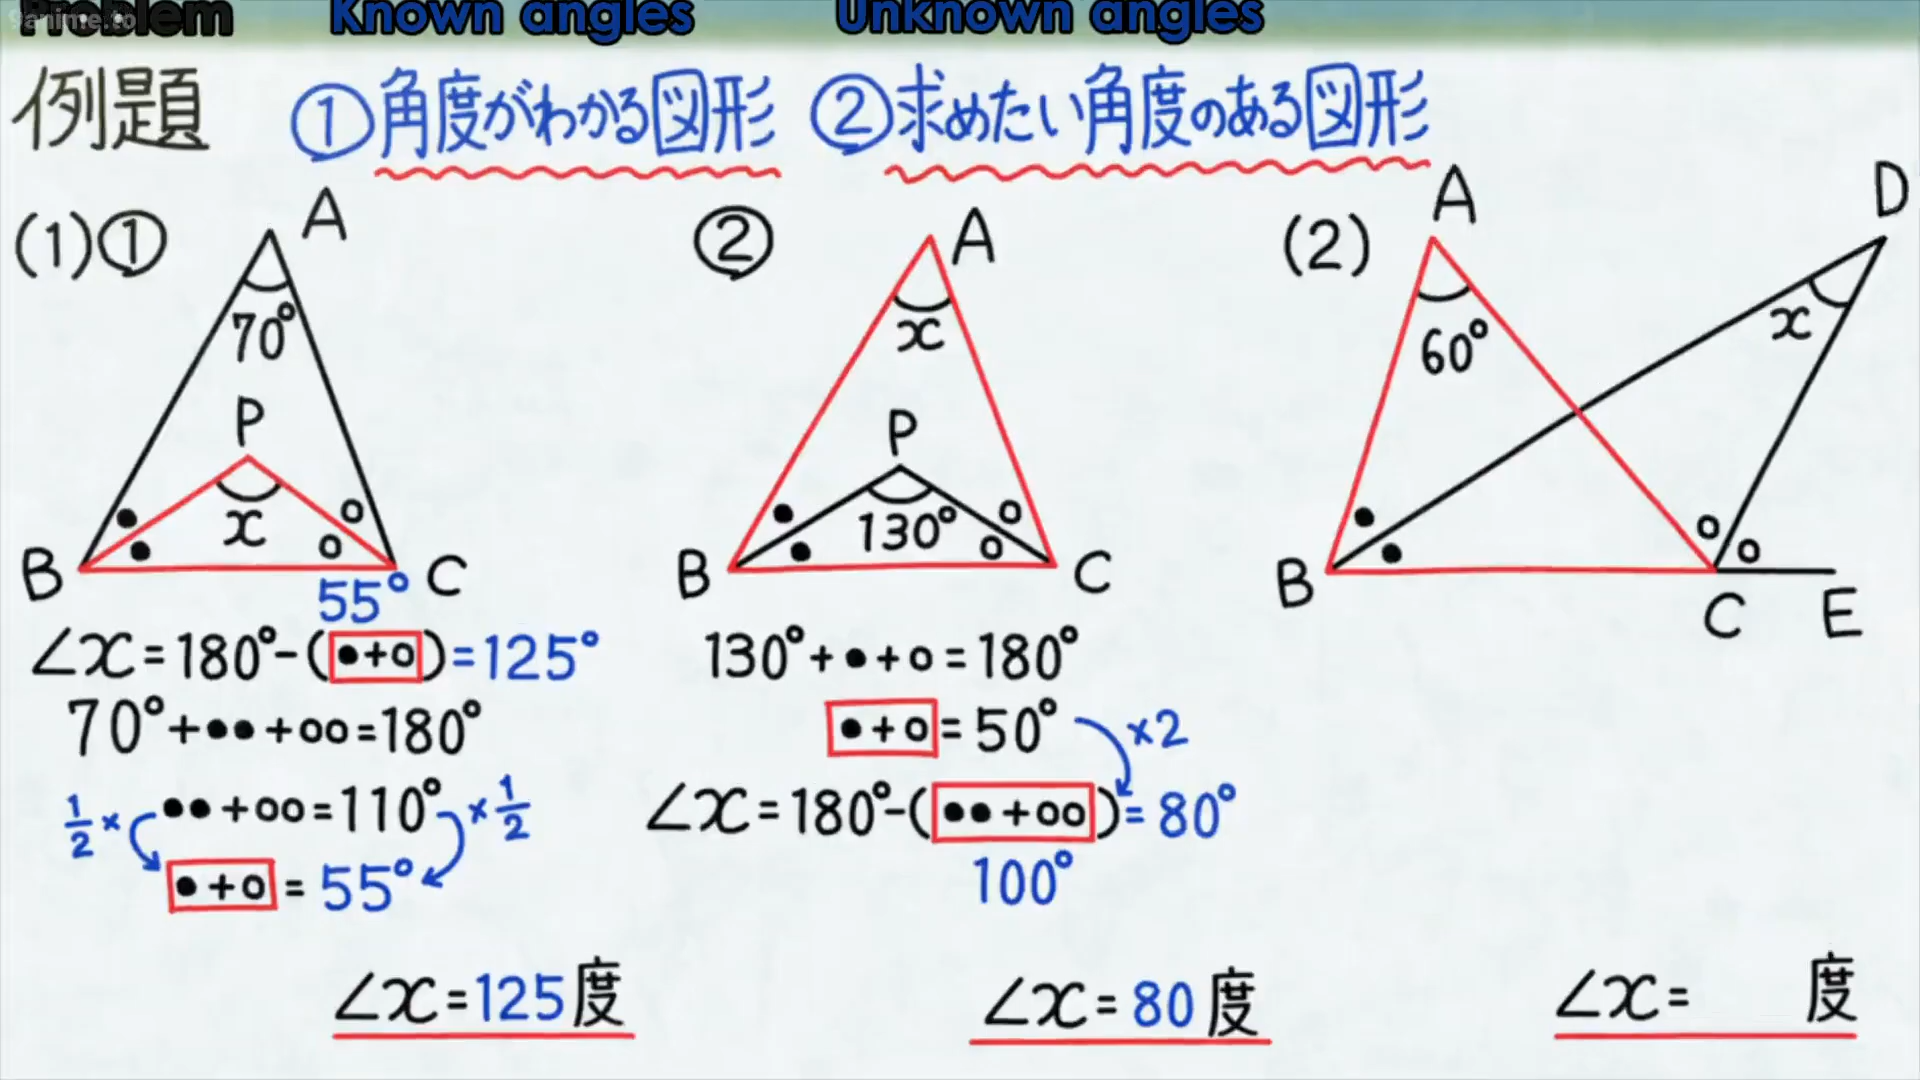 9anime.to
Problem Known angles Unknown angles
例題 ①角度がわかる図形 ②求めたい角度のある図形
(1)① A
70°
P
x
B C
55°
∠x=180°-(●+○)=125°
70°+●●+○○=180°
●●+○○=110°
1/2× ×1/2
●+○=55°
∠x=125度
② A
x
P
130°
B C
130°+●+○=180°
●+○=50°
×2
∠x=180°-(●●+○○)=80°
100°
∠x=80度
(2) A D
60° x
B C E
∠x= 度